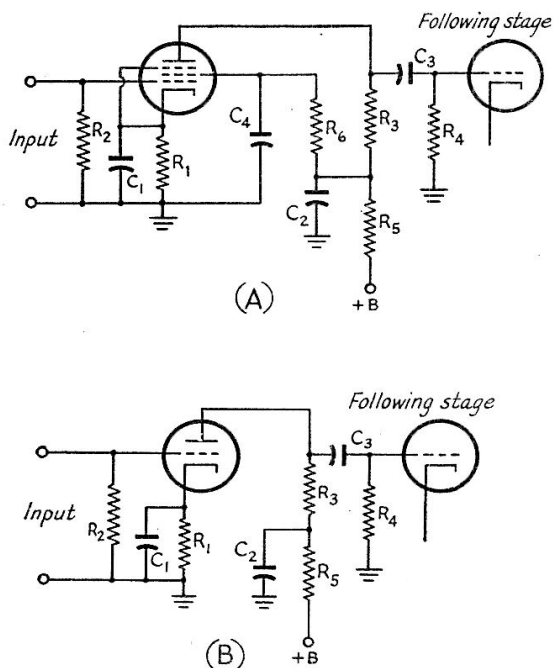 Following stage
C3
R3
R4
R6
C4
Input
R2
R1
C1
C2
R5
(A)
+B
Following stage
C3
R3
R4
Input
R2
R1
C1
C2
R5
(B)
+B